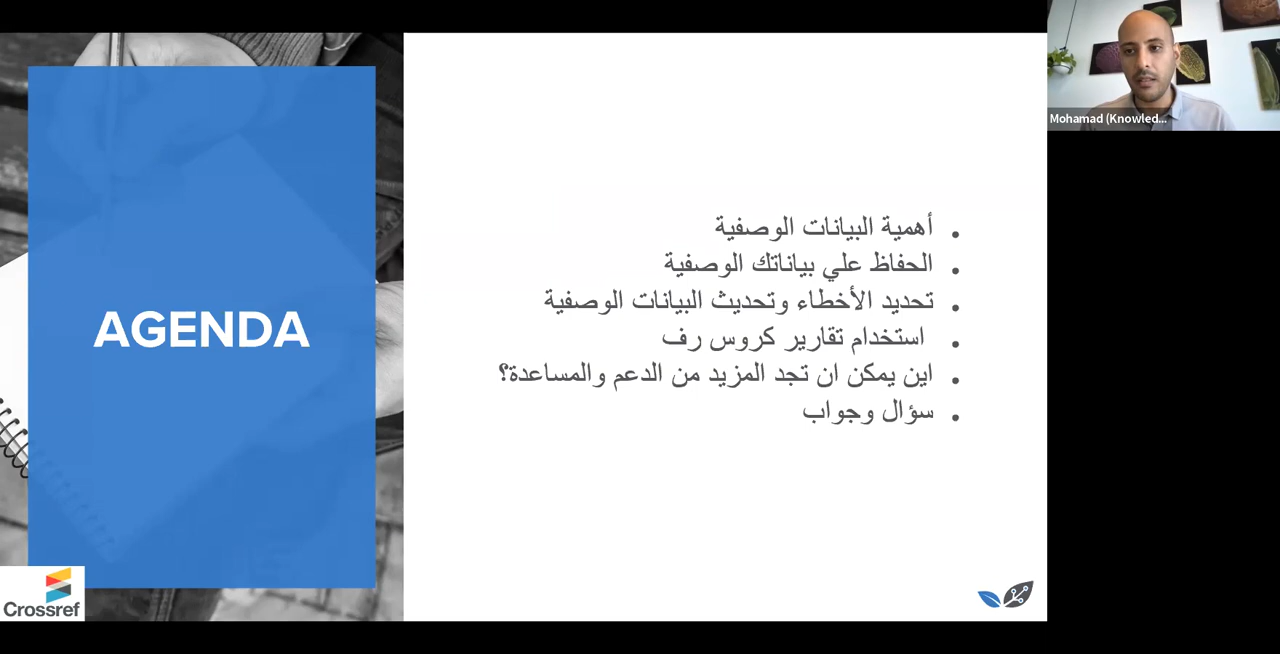 AGENDA
• أهمية البيانات الوصفية
• الحفاظ علي بياناتك الوصفية
• تحديد الأخطاء وتحديث البيانات الوصفية
• استخدام تقارير كروس رف
• اين يمكن ان تجد المزيد من الدعم والمساعدة؟
• سؤال وجواب
Crossref
Mohamad (Knowled...